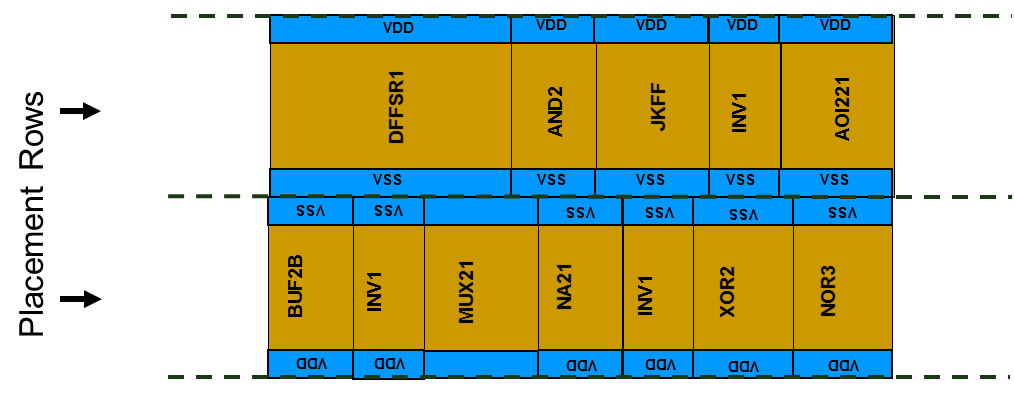 Placement Rows
VDD VDD VDD VDD VDD
DFFSR1 AND2 JKFF INV1 AOI221
VSS VSS VSS VSS VSS
VSS VSS VSS VSS VSS VSS
BUF2B INV1 MUX21 NA21 INV1 XOR2 NOR3
VDD VDD VDD VDD VDD VDD